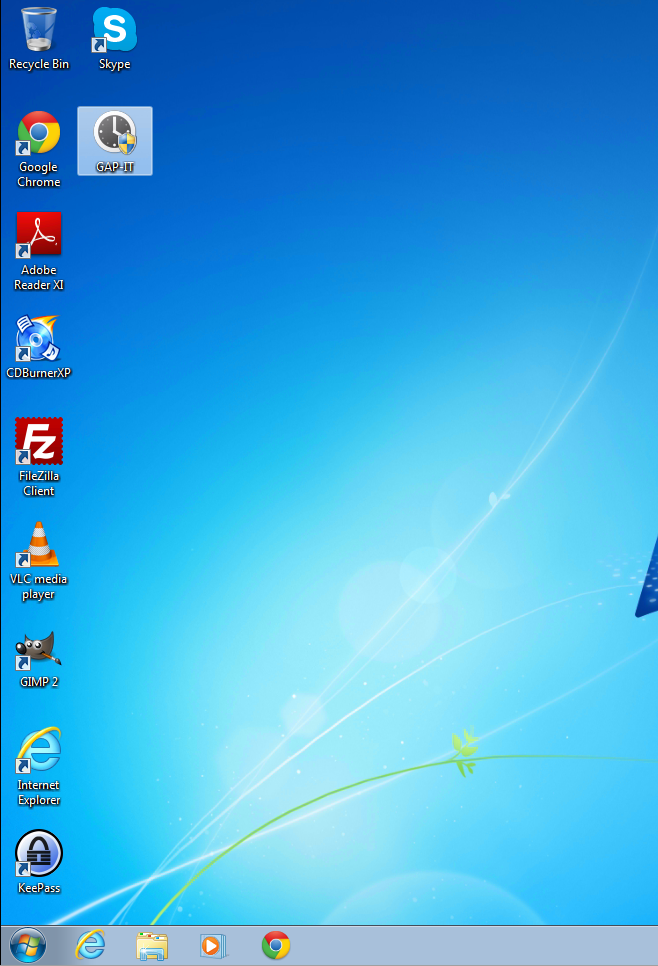 Recycle Bin
Skype
Google
Chrome
GAP-IT
Adobe
Reader XI
CDBurnerXP
FileZilla
Client
VLC media
player
GIMP 2
Internet
Explorer
KeePass